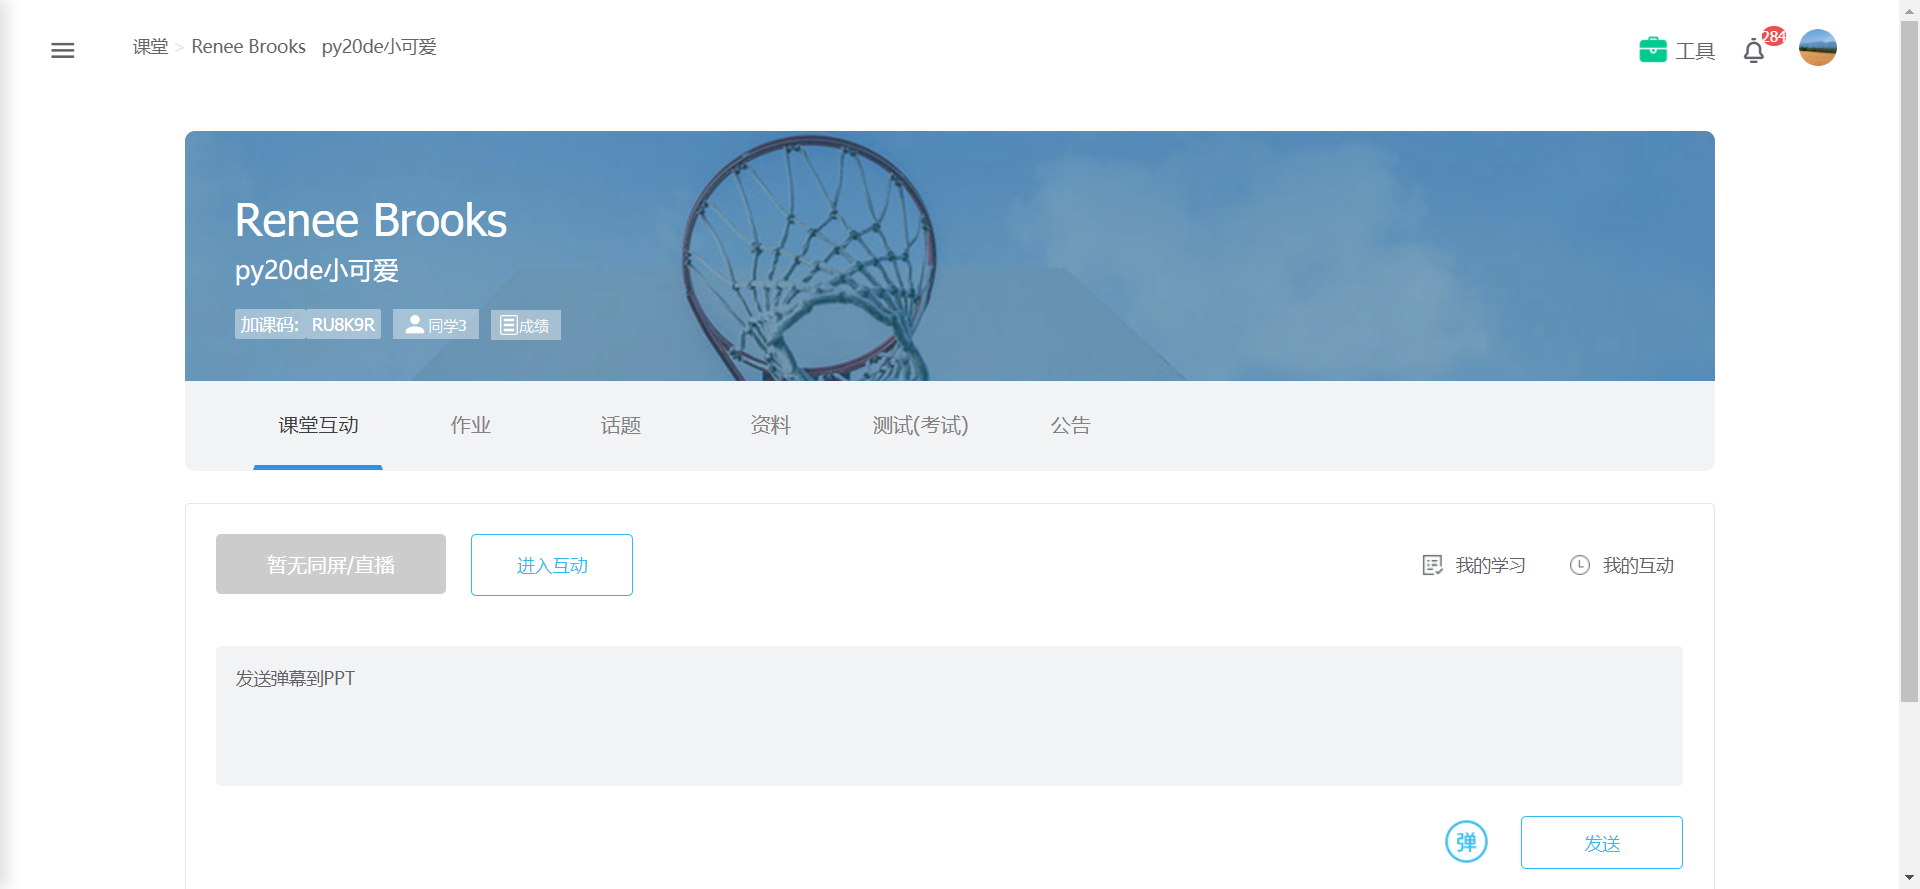 课堂 > Renee Brooks py20de小可爱
工具
284
Renee Brooks
py20de小可爱
加课码: RU8K9R 同学3 成绩
课堂互动 作业 话题 资料 测试(考试) 公告
暂无同屏/直播 进入互动 我的学习 我的互动
发送弹幕到PPT
弹 发送